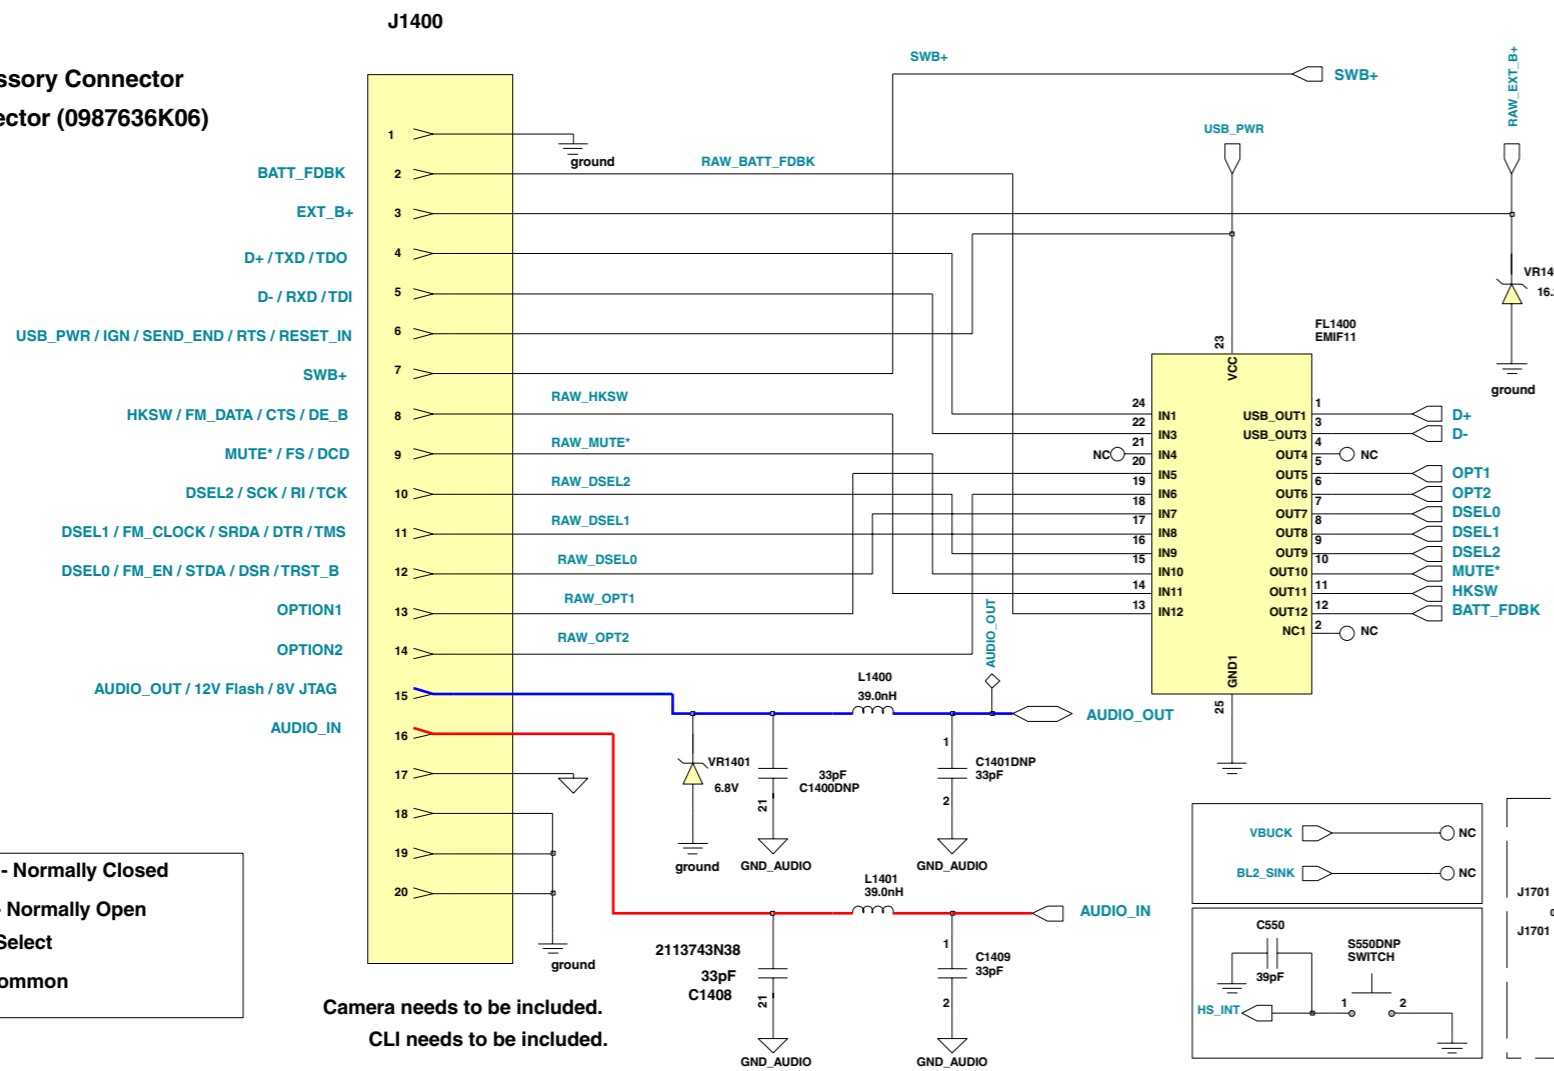 J1400
ssory Connector
ector (0987636K06)
SWB+
SWB+
RAW_EXT_B+
USB_PWR
1
ground
BATT_FDBK
2
RAW_BATT_FDBK
EXT_B+
3
D+ / TXD / TDO
4
D- / RXD / TDI
5
USB_PWR / IGN / SEND_END / RTS / RESET_IN
6
SWB+
7
HKSW / FM_DATA / CTS / DE_B
8
RAW_HKSW
MUTE* / FS / DCD
9
RAW_MUTE*
DSEL2 / SCK / RI / TCK
10
RAW_DSEL2
DSEL1 / FM_CLOCK / SRDA / DTR / TMS
11
RAW_DSEL1
DSEL0 / FM_EN / STDA / DSR / TRST_B
12
RAW_DSEL0
OPTION1
13
RAW_OPT1
OPTION2
14
RAW_OPT2
AUDIO_OUT / 12V Flash / 8V JTAG
15
AUDIO_IN
16
17
18
19
20
ground
VR14
16.
ground
FL1400
EMIF11
23
VCC
24 IN1 USB_OUT1 1 D+
22 IN3 USB_OUT3 3 D-
NC 21 IN4 OUT4 4 NC
20 IN5 OUT5 5 OPT1
19 IN6 OUT6 6 OPT2
18 IN7 OUT7 7 DSEL0
17 IN8 OUT8 8 DSEL1
16 IN9 OUT9 9 DSEL2
15 IN10 OUT10 10 MUTE*
14 IN11 OUT11 11 HKSW
13 IN12 OUT12 12 BATT_FDBK
NC1 2 NC
GND1
25
AUDIO_OUT
L1400
39.0nH
AUDIO_OUT
VR1401
6.8V
ground
33pF
C1400DNP
21
GND_AUDIO
1
C1401DNP
33pF
2
GND_AUDIO
L1401
39.0nH
AUDIO_IN
2113743N38
33pF
C1408
21
GND_AUDIO
1
C1409
33pF
2
GND_AUDIO
- Normally Closed
- Normally Open
Select
ommon
Camera needs to be included.
CLI needs to be included.
VBUCK NC
BL2_SINK NC
C550
39pF
S550DNP
SWITCH
HS_INT
1 2
J1701
J1701